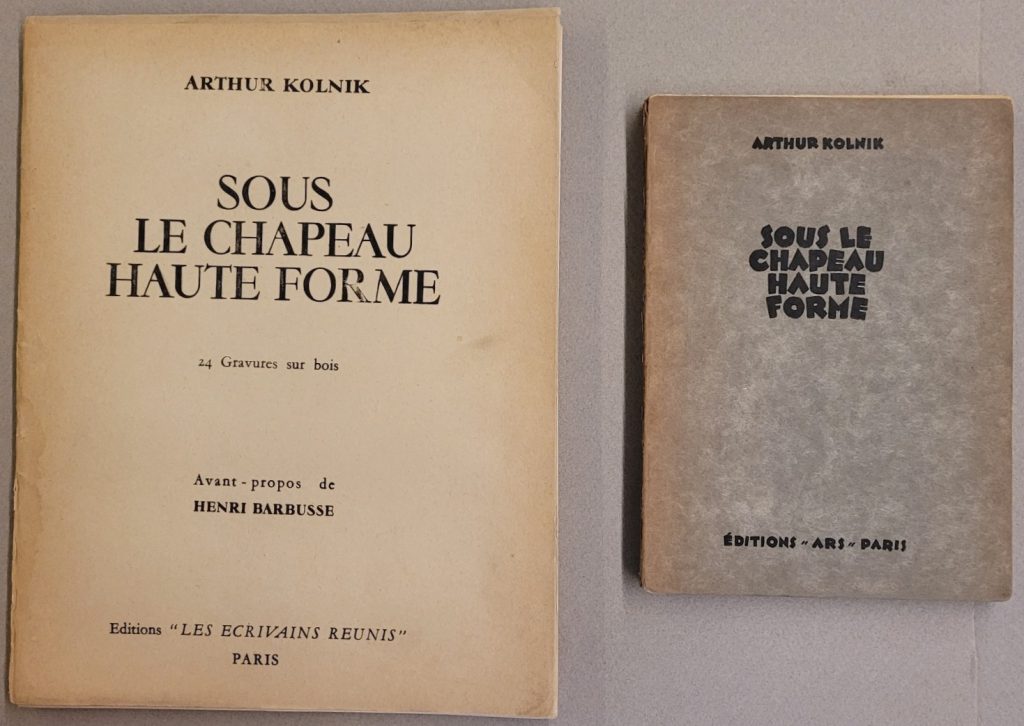 ARTHUR KOLNIK
SOUS
LE CHAPEAU
HAUTE FORME
24 Gravures sur bois
Avant-propos de
HENRI BARBUSSE
Editions "LES ECRIVAINS REUNIS"
PARIS
ARTHUR KOLNIK
SOUS LE
CHAPEAU
HAUTE
FORME
ÉDITIONS "ARS" PARIS